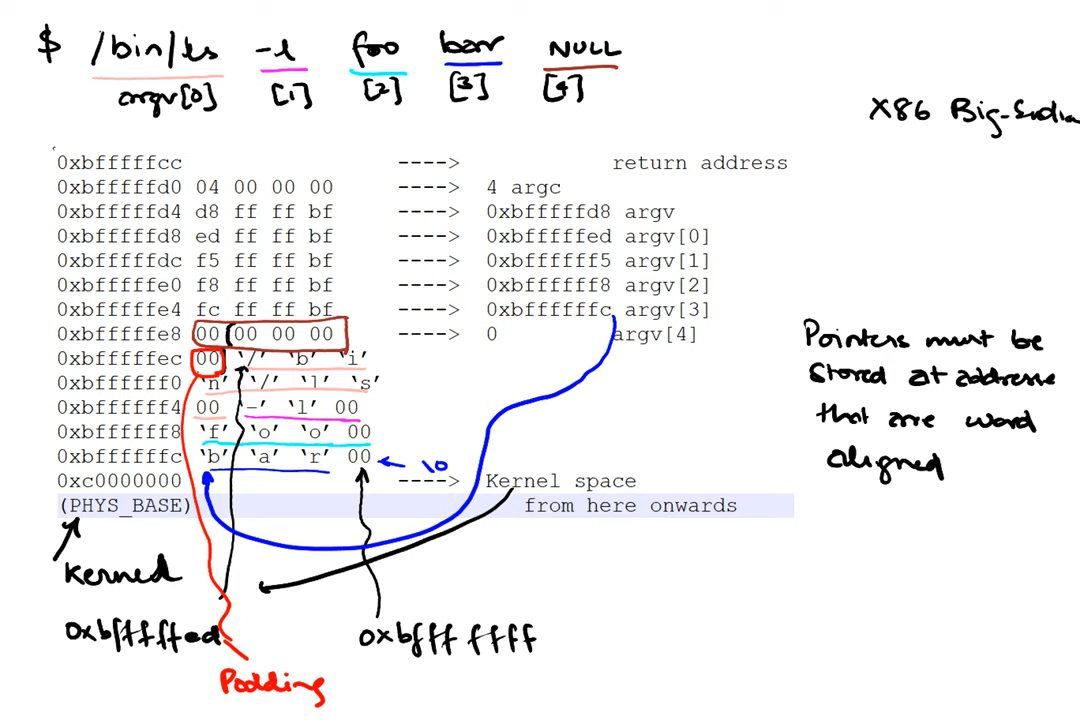 $ /bin/ls -l foo bar NULL
argv[0] [1] [2] [3] [4]
X86 Big-Endia
0xbfffffcc ----> return address
0xbfffffd0 04 00 00 00 ----> 4 argc
0xbfffffd4 d8 ff ff bf ----> 0xbfffffd8 argv
0xbfffffd8 ed ff ff bf ----> 0xbfffffed argv[0]
0xbfffffdc f5 ff ff bf ----> 0xbffffff5 argv[1]
0xbfffffe0 f8 ff ff bf ----> 0xbffffff8 argv[2]
0xbfffffe4 fc ff ff bf ----> 0xbffffffc argv[3]
0xbfffffe8 00 00 00 00 ----> 0 argv[4]
0xbfffffec 00 ‘/’ ‘b’ ‘i’
0xbffffff0 ‘n’ ‘/’ ‘l’ ‘s’
0xbffffff4 00 ‘-’ ‘l’ 00
0xbffffff8 ‘f’ ‘o’ ‘o’ 00
0xbffffffc ‘b’ ‘a’ ‘r’ 00 \0
0xc0000000 ----> Kernel space
(PHYS_BASE) from here onwards
Pointers must be
stored at addresse
that are word
aligned
Kerned
0xbfffffed 0xbfff ffff
Padding